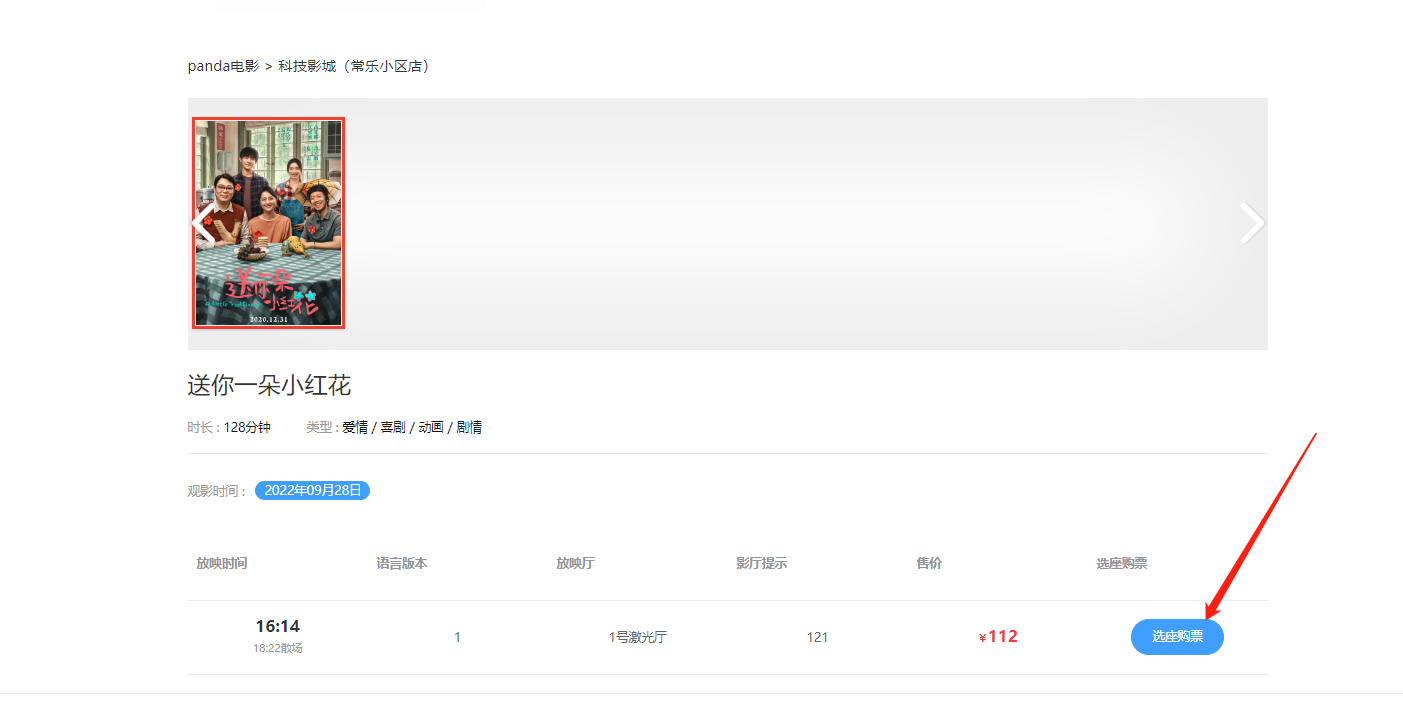 panda电影 > 科技影城（常乐小区店）
送你一朵
小红花
2020.12.31
送你一朵小红花
时长 : 128分钟 类型 : 爱情 / 喜剧 / 动画 / 剧情
观影时间 : 2022年09月28日
放映时间 语言版本 放映厅 影厅提示 售价 选座购票
16:14
18:22散场
1 1号激光厅 121 ¥112 选座购票